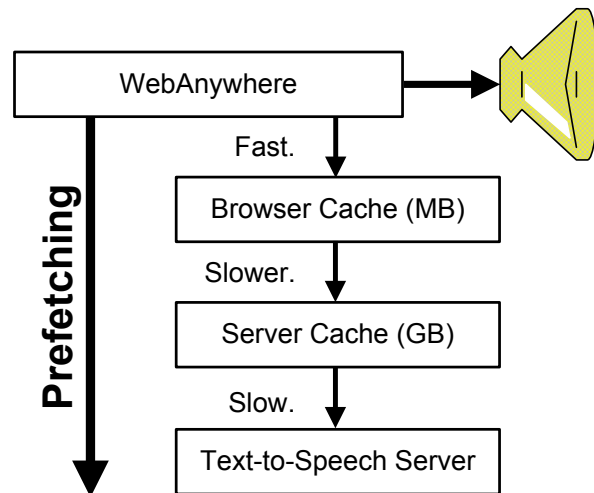 WebAnywhere
Fast.
Browser Cache (MB)
Slower.
Server Cache (GB)
Slow.
Text-to-Speech Server
Prefetching